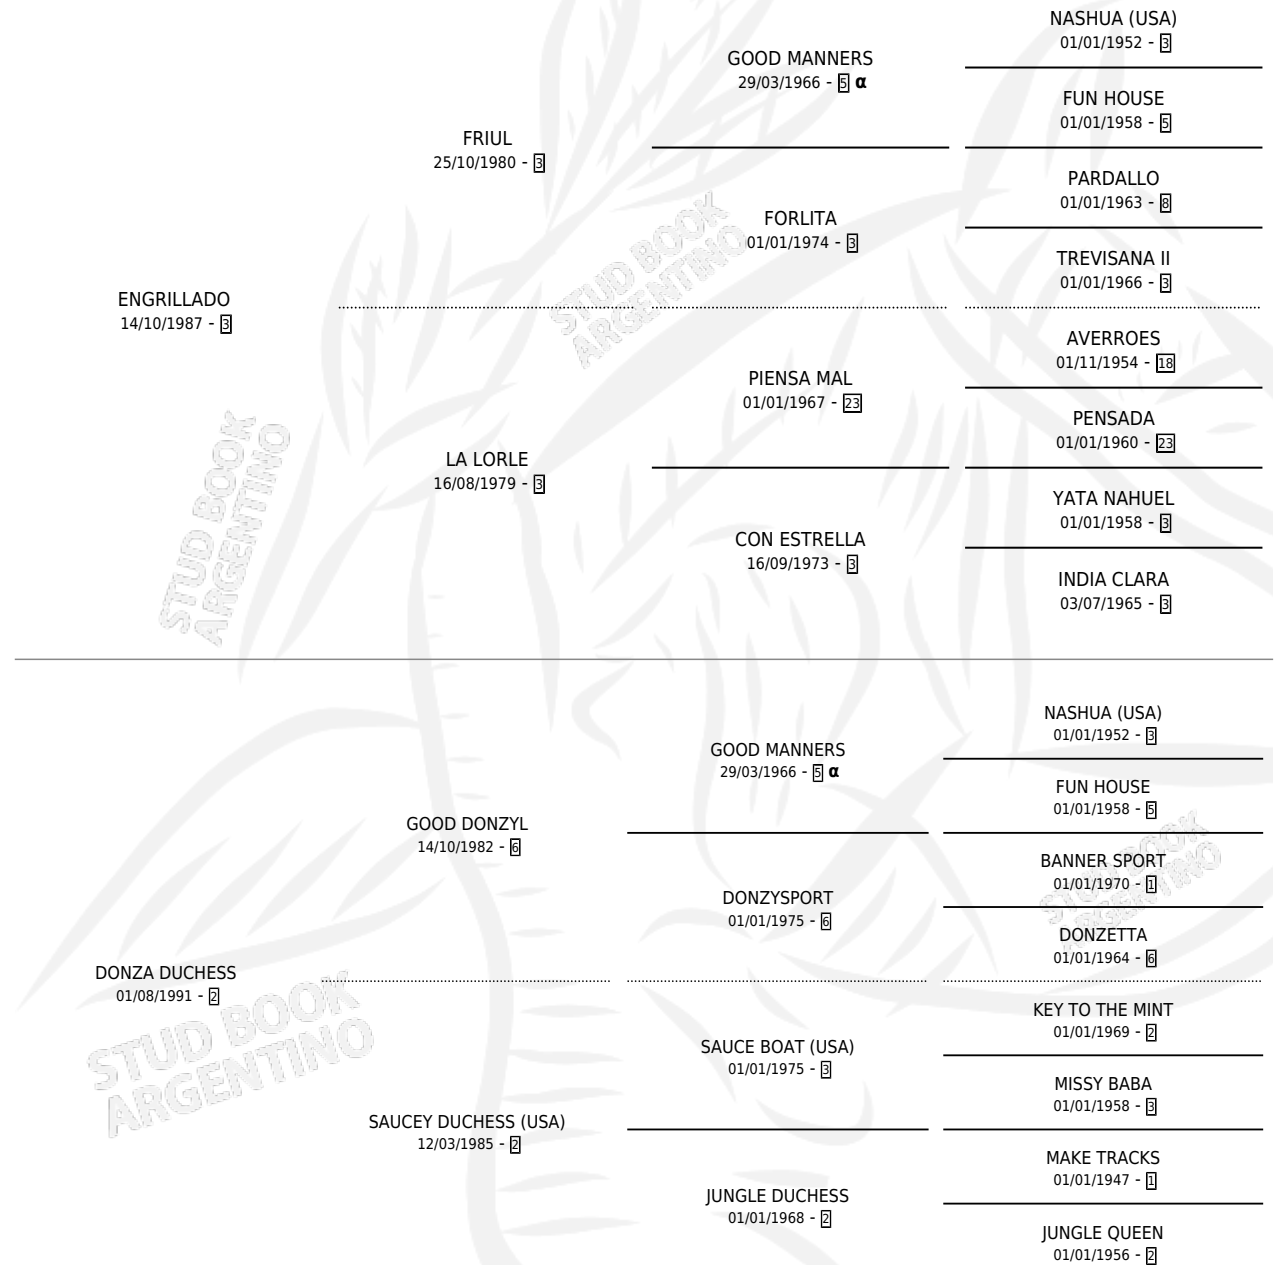 NASHUA (USA)
01/01/1952 - 3
GOOD MANNERS
29/03/1966 - 5 α
FUN HOUSE
01/01/1958 - 5
FRIUL
25/10/1980 - 3
PARDALLO
01/01/1963 - 8
FORLITA
01/01/1974 - 3
TREVISANA II
01/01/1966 - 3
ENGRILLADO
14/10/1987 - 3
STUD BOOK
ARGENTINO
AVERROES
01/11/1954 - 18
PIENSA MAL
01/01/1967 - 23
PENSADA
01/01/1960 - 23
LA LORLE
16/08/1979 - 3
YATA NAHUEL
01/01/1958 - 3
CON ESTRELLA
16/09/1973 - 3
INDIA CLARA
03/07/1965 - 3
STUD BOOK
ARGENTINO
NASHUA (USA)
01/01/1952 - 3
GOOD MANNERS
29/03/1966 - 5 α
FUN HOUSE
01/01/1958 - 5
GOOD DONZYL
14/10/1982 - 6
BANNER SPORT
01/01/1970 - 1
DONZYSPORT
01/01/1975 - 6
DONZETTA
01/01/1964 - 6
STUD BOOK
ARGENTINO
DONZA DUCHESS
01/08/1991 - 2
KEY TO THE MINT
01/01/1969 - 2
SAUCE BOAT (USA)
01/01/1975 - 3
MISSY BABA
01/01/1958 - 3
STUD BOOK
ARGENTINO
SAUCEY DUCHESS (USA)
12/03/1985 - 2
MAKE TRACKS
01/01/1947 - 1
JUNGLE DUCHESS
01/01/1968 - 2
JUNGLE QUEEN
01/01/1956 - 2